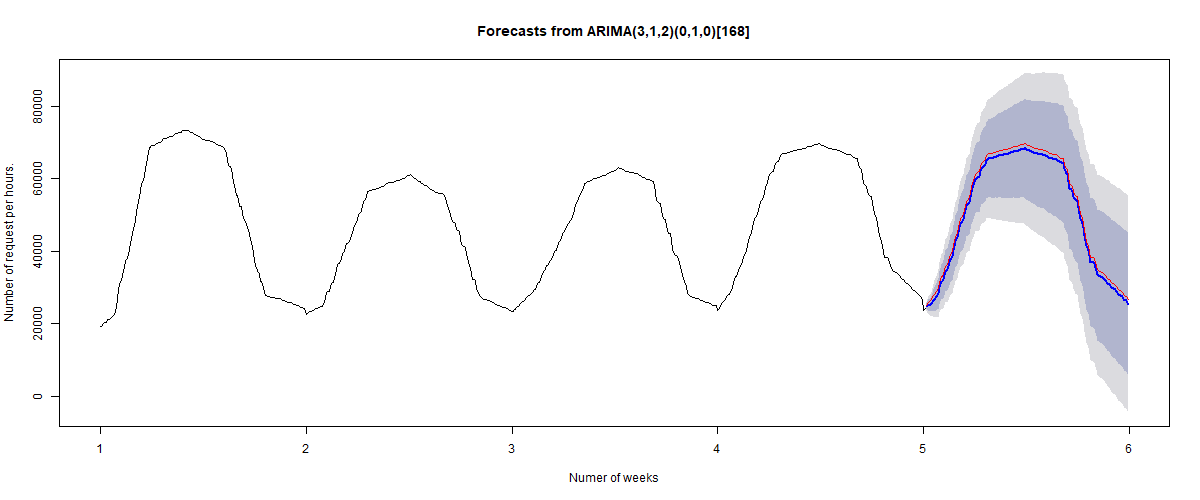 Forecasts from ARIMA(3,1,2)(0,1,0)[168]
Number of request per hours.
80000
60000
40000
20000
0
1 2 3 4 5 6
Numer of weeks